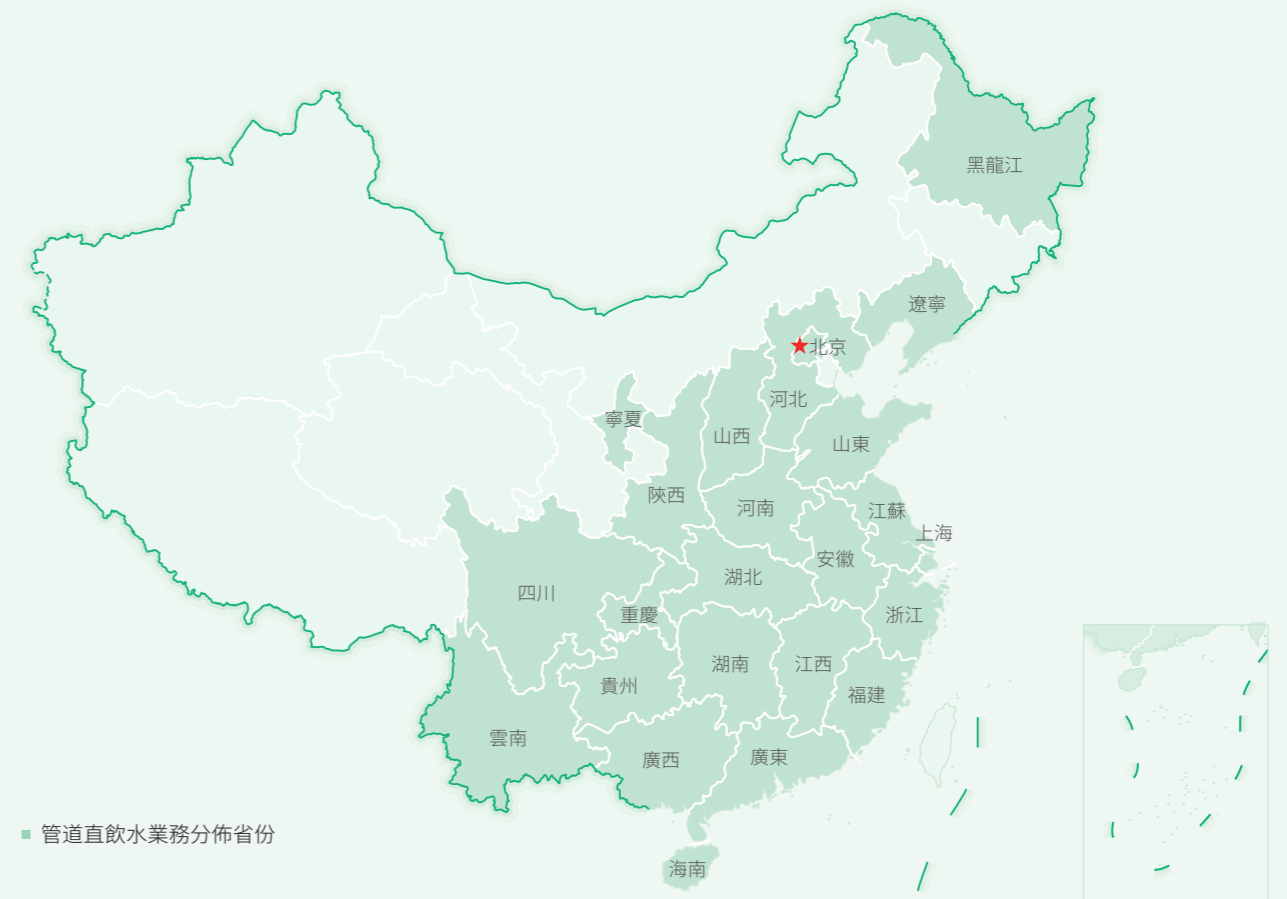 黑龍江
遼寧
北京
河北
寧夏
山西
山東
陝西
河南
江蘇
上海
安徽
湖北
四川
重慶
浙江
湖南
江西
貴州
福建
雲南
廣西
廣東
管道直飲水業務分佈省份
海南